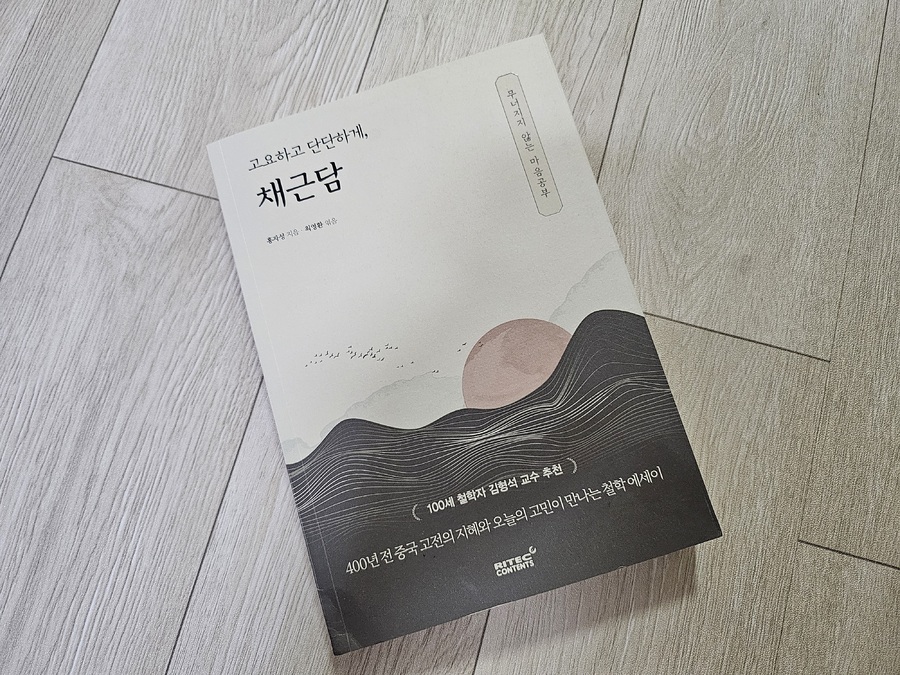 고요하고 단단하게,
채근담
홍자성 지음 · 최영환 엮음
무너지지 않는 마음공부
( 100세 철학자 김형석 교수 추천 )
400년 전 중국 고전의 지혜와 오늘의 고민이 만나는 철학 에세이
RITEC
CONTENTS